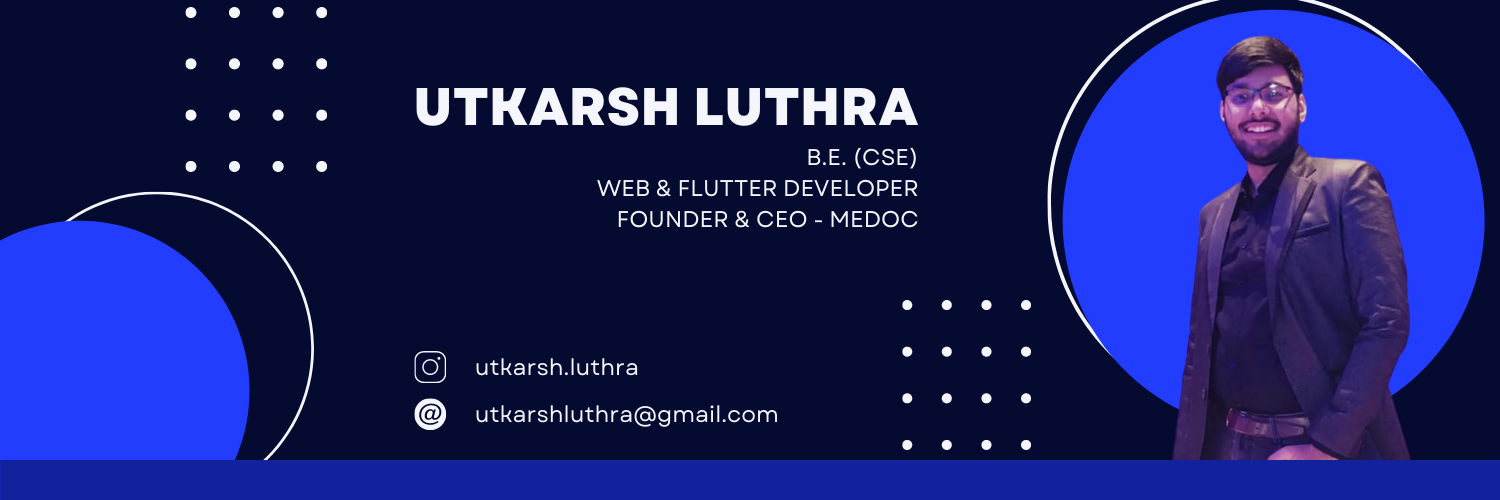 UTKARSH LUTHRA
B.E. (CSE)
WEB & FLUTTER DEVELOPER
FOUNDER & CEO - MEDOC
utkarsh.luthra
utkarshluthra@gmail.com